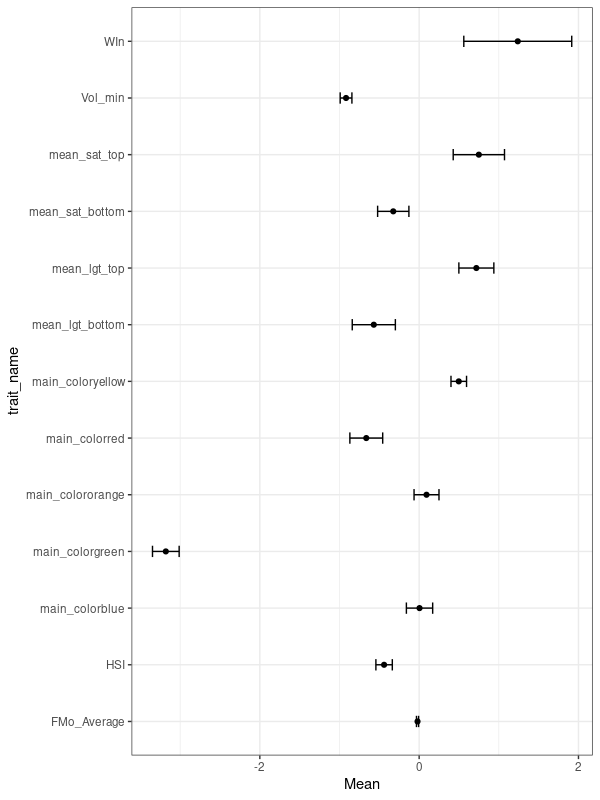 WIn
Vol_min
mean_sat_top
mean_sat_bottom
mean_lgt_top
mean_lgt_bottom
main_coloryellow
main_colorred
main_colororange
main_colorgreen
main_colorblue
HSI
FMo_Average
trait_name
-2 0 2
Mean